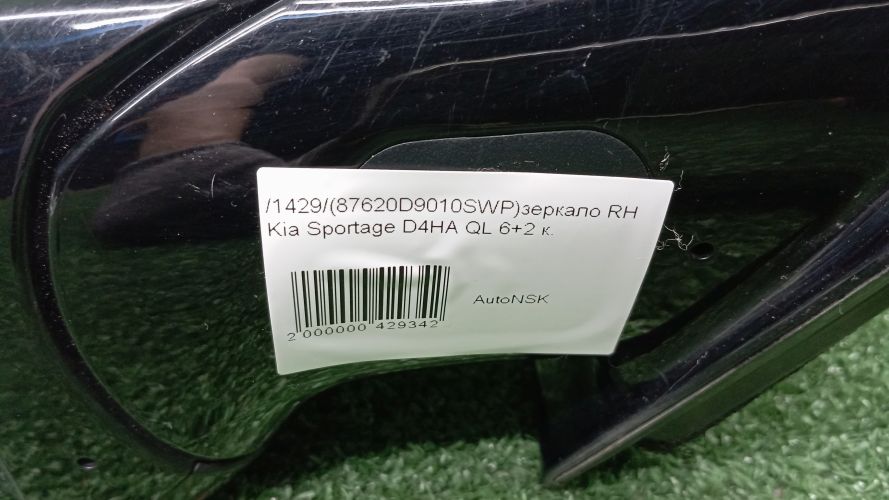 /1429/(87620D9010SWP)зеркало RH
Kia Sportage D4HA QL 6+2 к.
AutoNSK
2 000000 429342